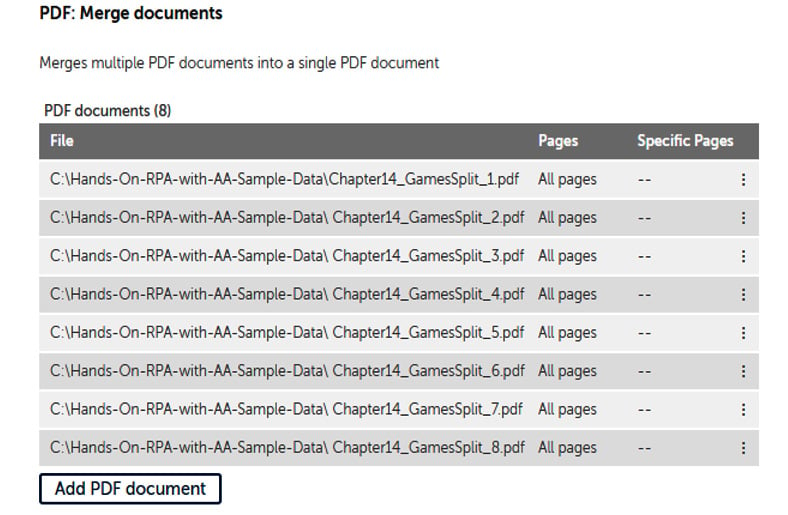 PDF: Merge documents
Merges multiple PDF documents into a single PDF document
PDF documents (8)
File Pages Specific Pages
C:\Hands-On-RPA-with-AA-Sample-Data\Chapter14_GamesSplit_1.pdf All pages --
C:\Hands-On-RPA-with-AA-Sample-Data\ Chapter14_GamesSplit_2.pdf All pages --
C:\Hands-On-RPA-with-AA-Sample-Data\ Chapter14_GamesSplit_3.pdf All pages --
C:\Hands-On-RPA-with-AA-Sample-Data\ Chapter14_GamesSplit_4.pdf All pages --
C:\Hands-On-RPA-with-AA-Sample-Data\ Chapter14_GamesSplit_5.pdf All pages --
C:\Hands-On-RPA-with-AA-Sample-Data\ Chapter14_GamesSplit_6.pdf All pages --
C:\Hands-On-RPA-with-AA-Sample-Data\ Chapter14_GamesSplit_7.pdf All pages --
C:\Hands-On-RPA-with-AA-Sample-Data\ Chapter14_GamesSplit_8.pdf All pages --
Add PDF document